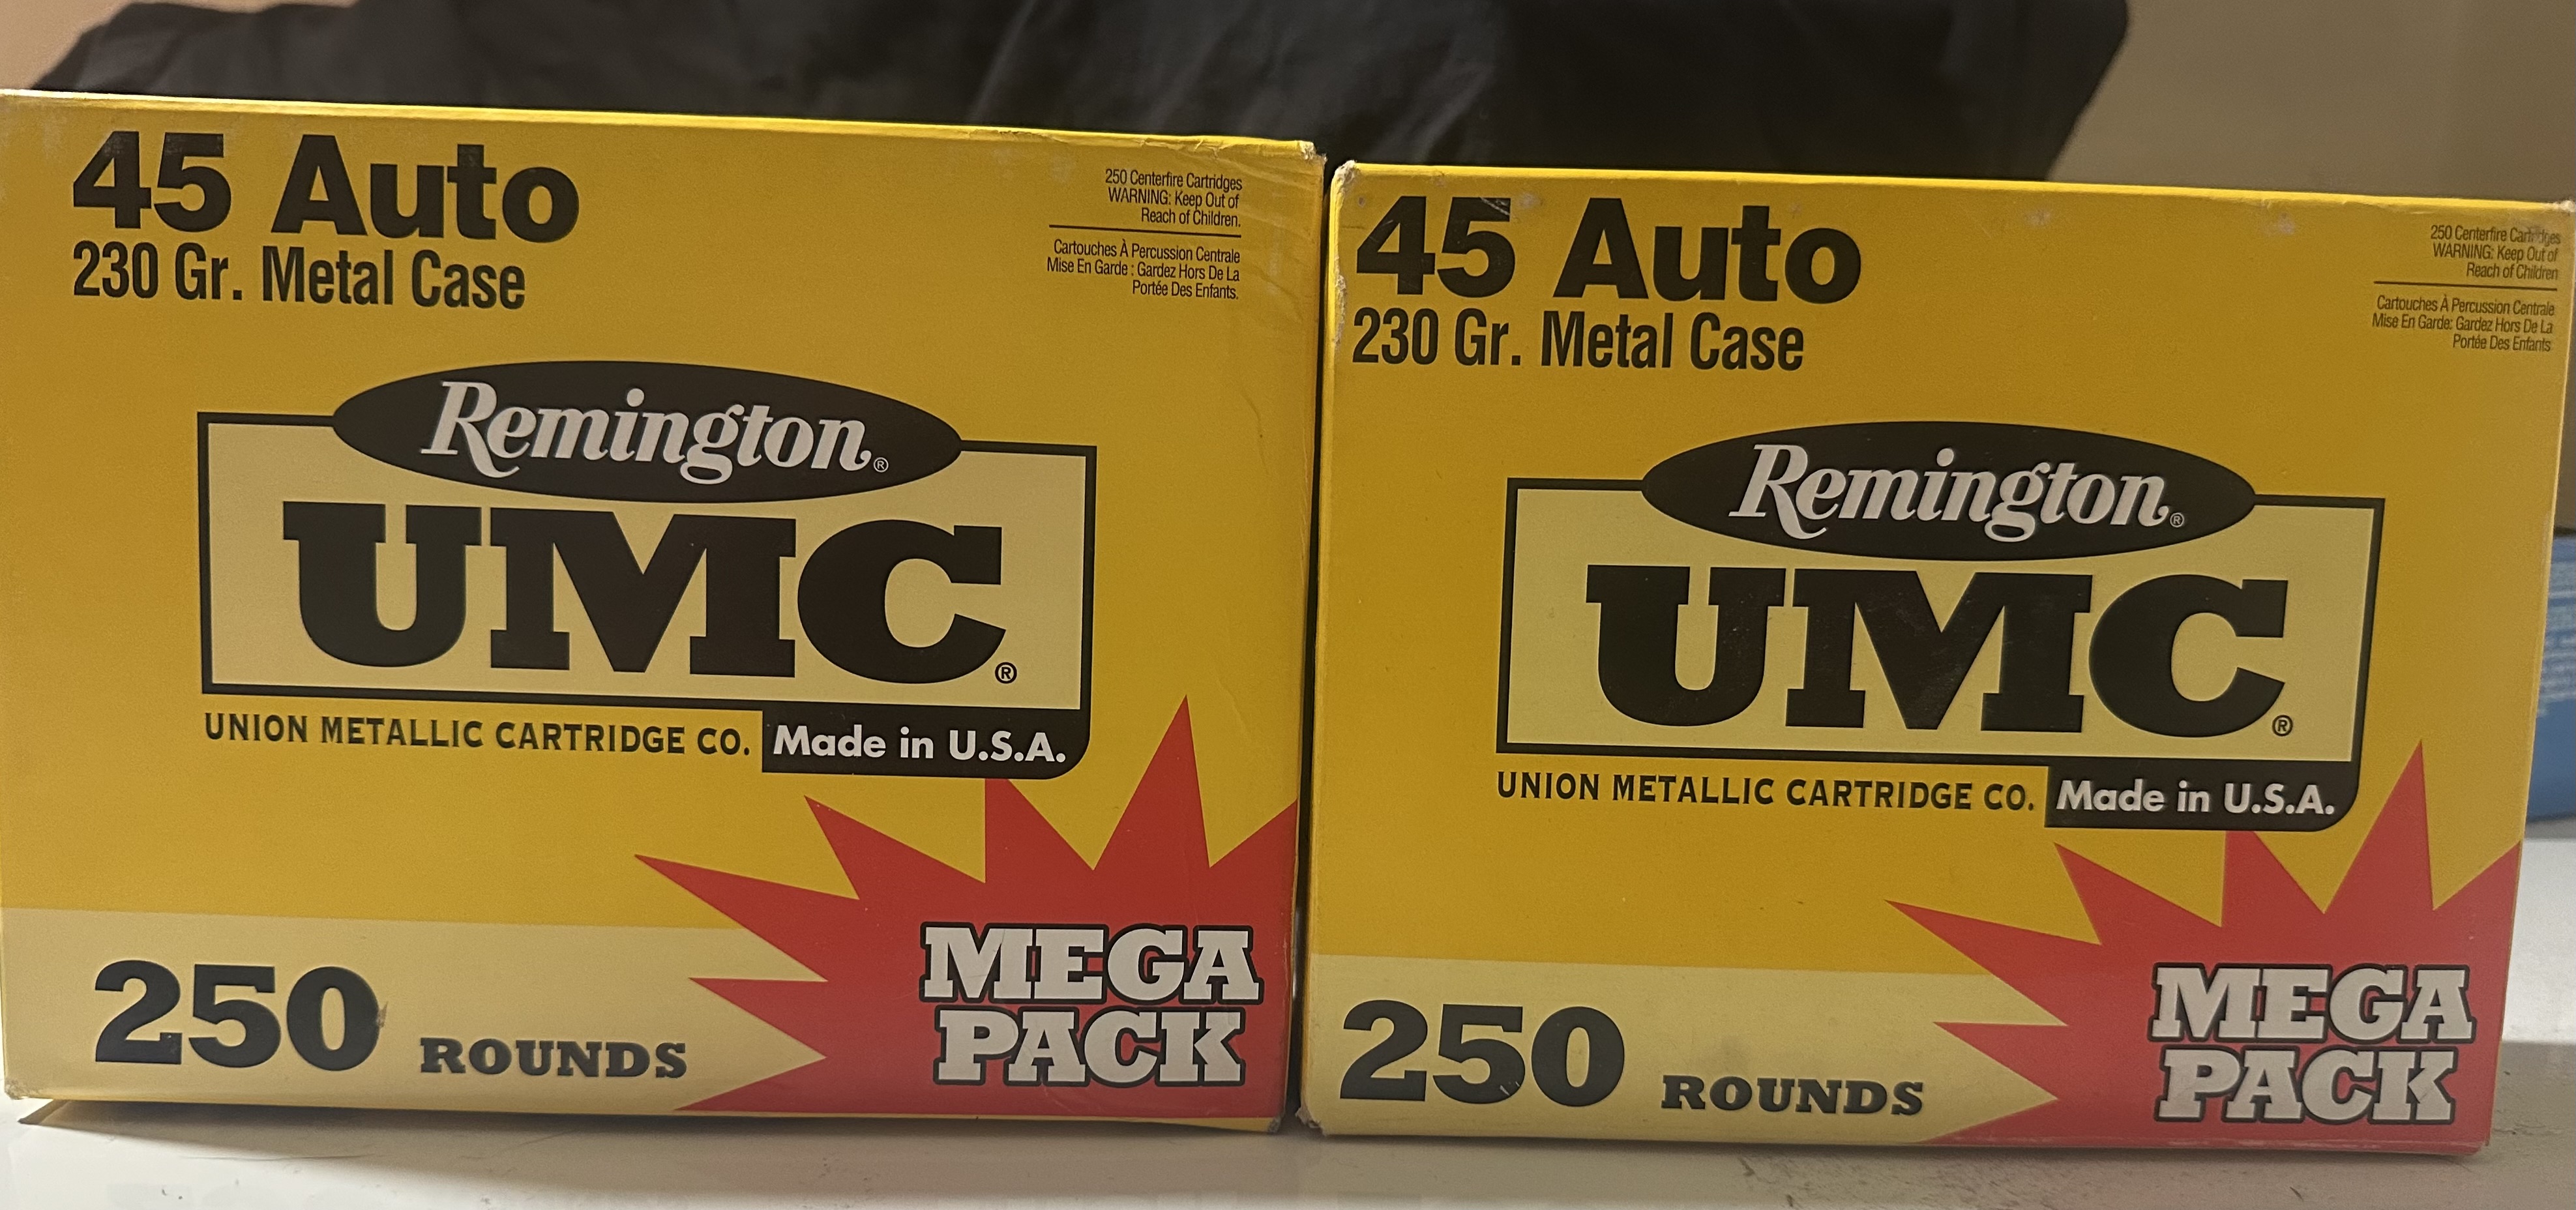 45 Auto
230 Gr. Metal Case
250 Centerfire Cartridges
WARNING: Keep Out of
Reach of Children.
Cartouches À Percussion Centrale
Mise En Garde : Gardez Hors De La
Portée Des Enfants.
Remington®
UMC®
UNION METALLIC CARTRIDGE CO. Made in U.S.A.
250 ROUNDS
MEGA
PACK
45 Auto
230 Gr. Metal Case
250 Centerfire Cartridges
WARNING: Keep Out of
Reach of Children
Cartouches À Percussion Centrale
Mise En Garde: Gardez Hors De La
Portée Des Enfants
Remington®
UMC®
UNION METALLIC CARTRIDGE CO. Made in U.S.A.
250 ROUNDS
MEGA
PACK